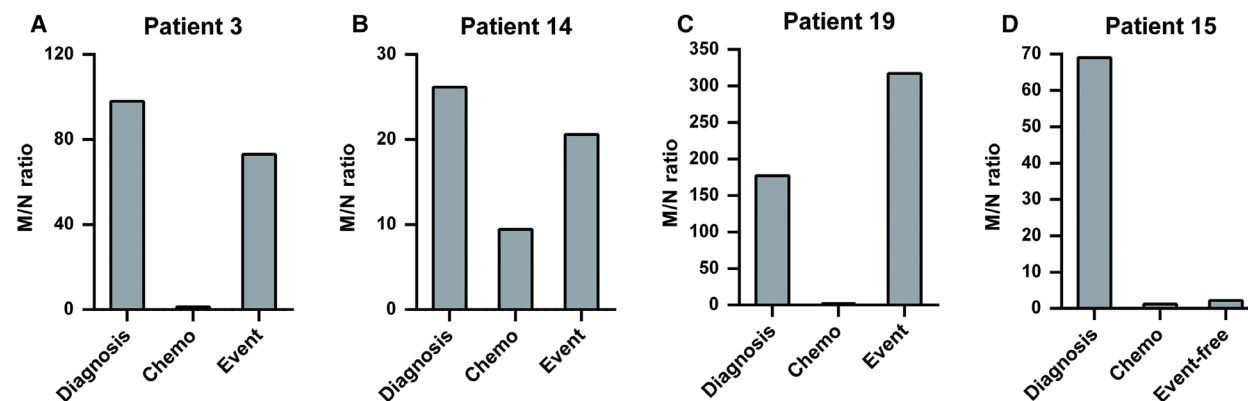 A
Patient 3
M/N ratio
120
80
40
0
Diagnosis
Chemo
Event
B
Patient 14
M/N ratio
30
20
10
0
Diagnosis
Chemo
Event
C
Patient 19
M/N ratio
350
300
250
200
150
100
50
0
Diagnosis
Chemo
Event
D
Patient 15
M/N ratio
70
60
50
40
30
20
10
0
Diagnosis
Chemo
Event-free